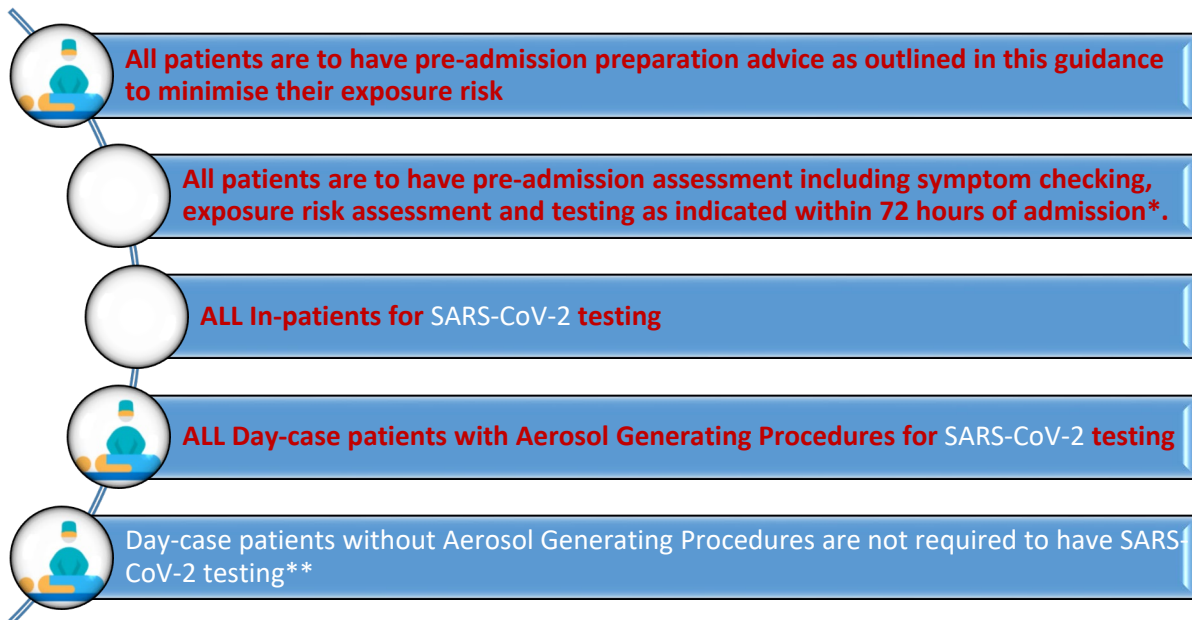 All patients are to have pre-admission preparation advice as outlined in this guidance
to minimise their exposure risk
All patients are to have pre-admission assessment including symptom checking,
exposure risk assessment and testing as indicated within 72 hours of admission*.
ALL In-patients for SARS-CoV-2 testing
ALL Day-case patients with Aerosol Generating Procedures for SARS-CoV-2 testing
Day-case patients without Aerosol Generating Procedures are not required to have SARS-
CoV-2 testing**